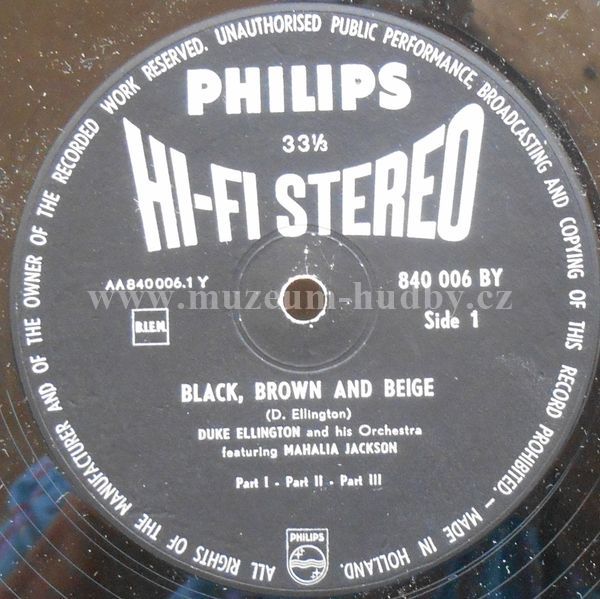 ALL RIGHTS OF THE MANUFACTURER AND OF THE OWNER OF THE RECORDED WORK RESERVED. UNAUTHORISED PUBLIC PERFORMANCE, BROADCASTING AND COPYING OF THIS RECORD PROHIBITED. – MADE IN HOLLAND.
PHILIPS
33⅓
HI-FI STEREO
AA 840 006.1 Y
840 006 BY
www.muzeum-hudby.cz
B.I.E.M.
Side 1
BLACK, BROWN AND BEIGE
(D. Ellington)
DUKE ELLINGTON and his Orchestra
featuring MAHALIA JACKSON
Part I - Part II - Part III
PHILIPS